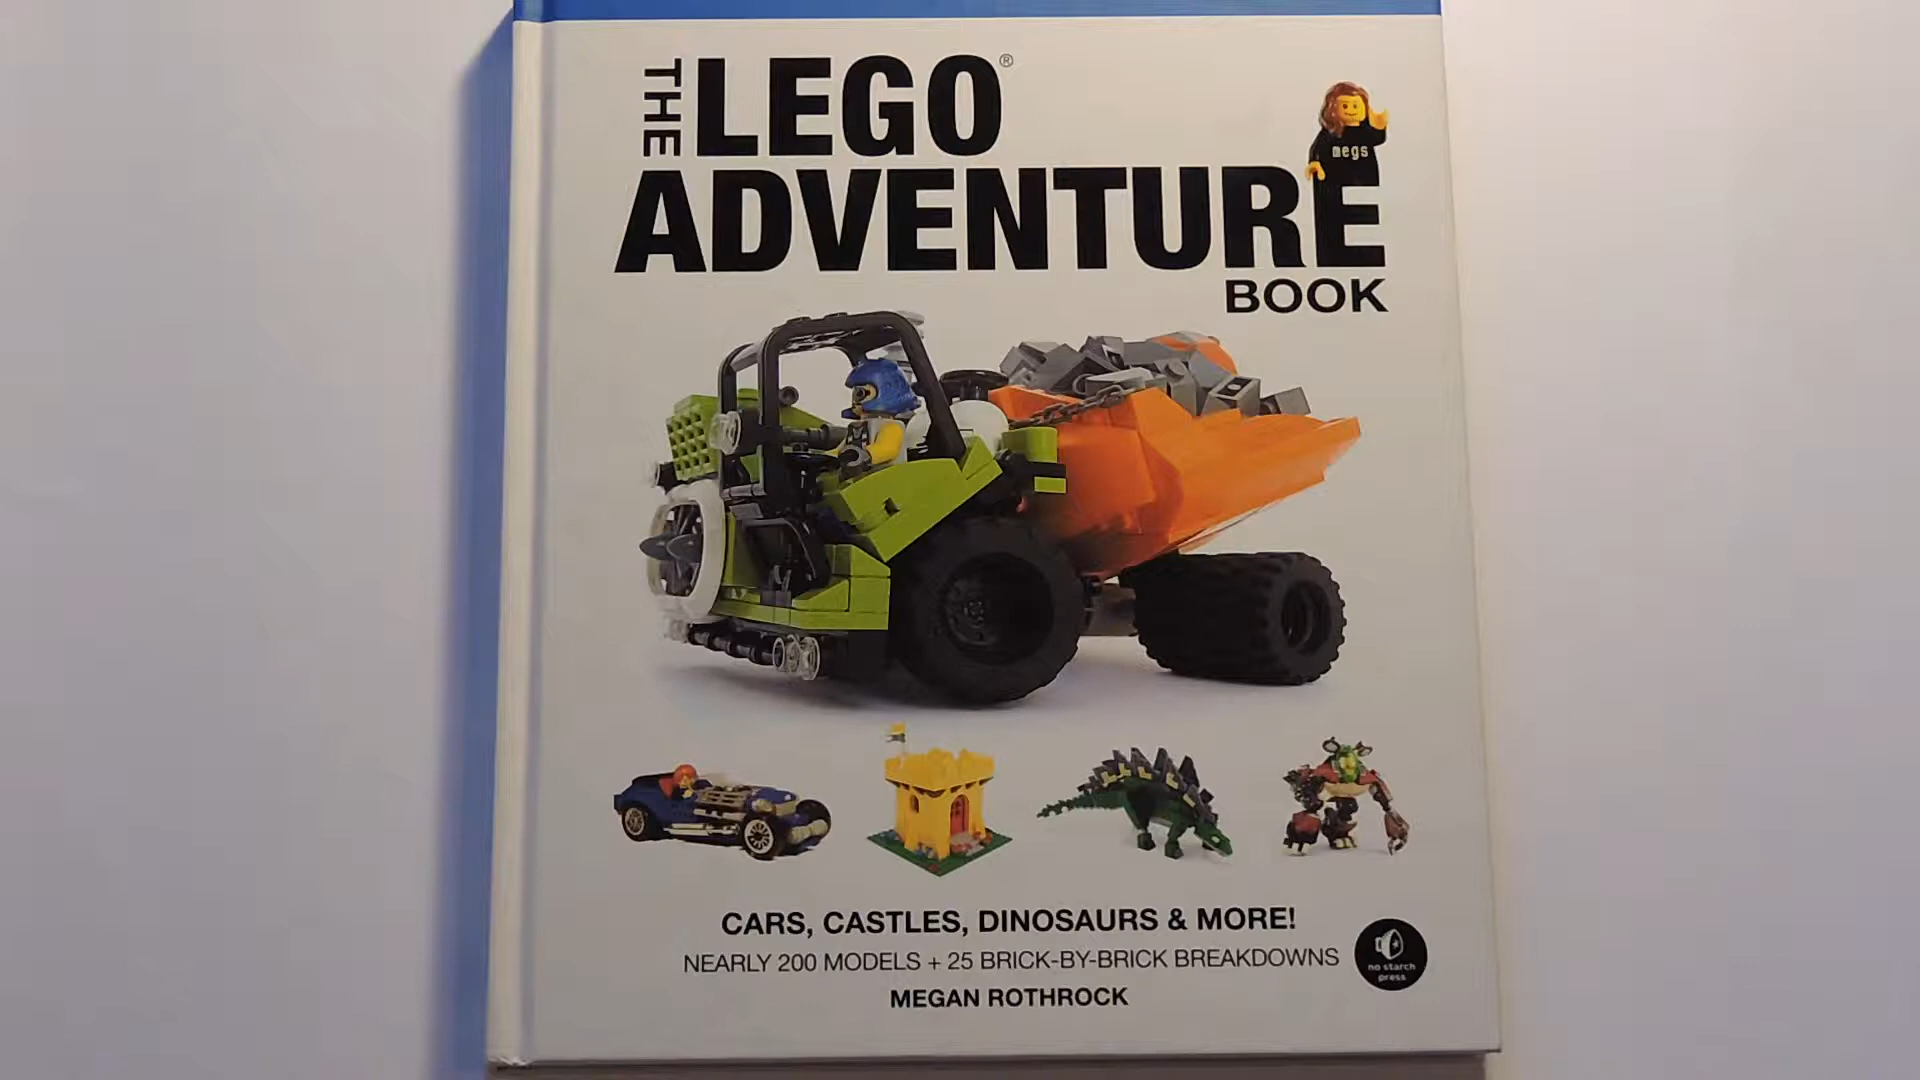 THE LEGO®
ADVENTURE
BOOK
megs
CARS, CASTLES, DINOSAURS & MORE!
NEARLY 200 MODELS + 25 BRICK-BY-BRICK BREAKDOWNS
MEGAN ROTHROCK
no starch
press